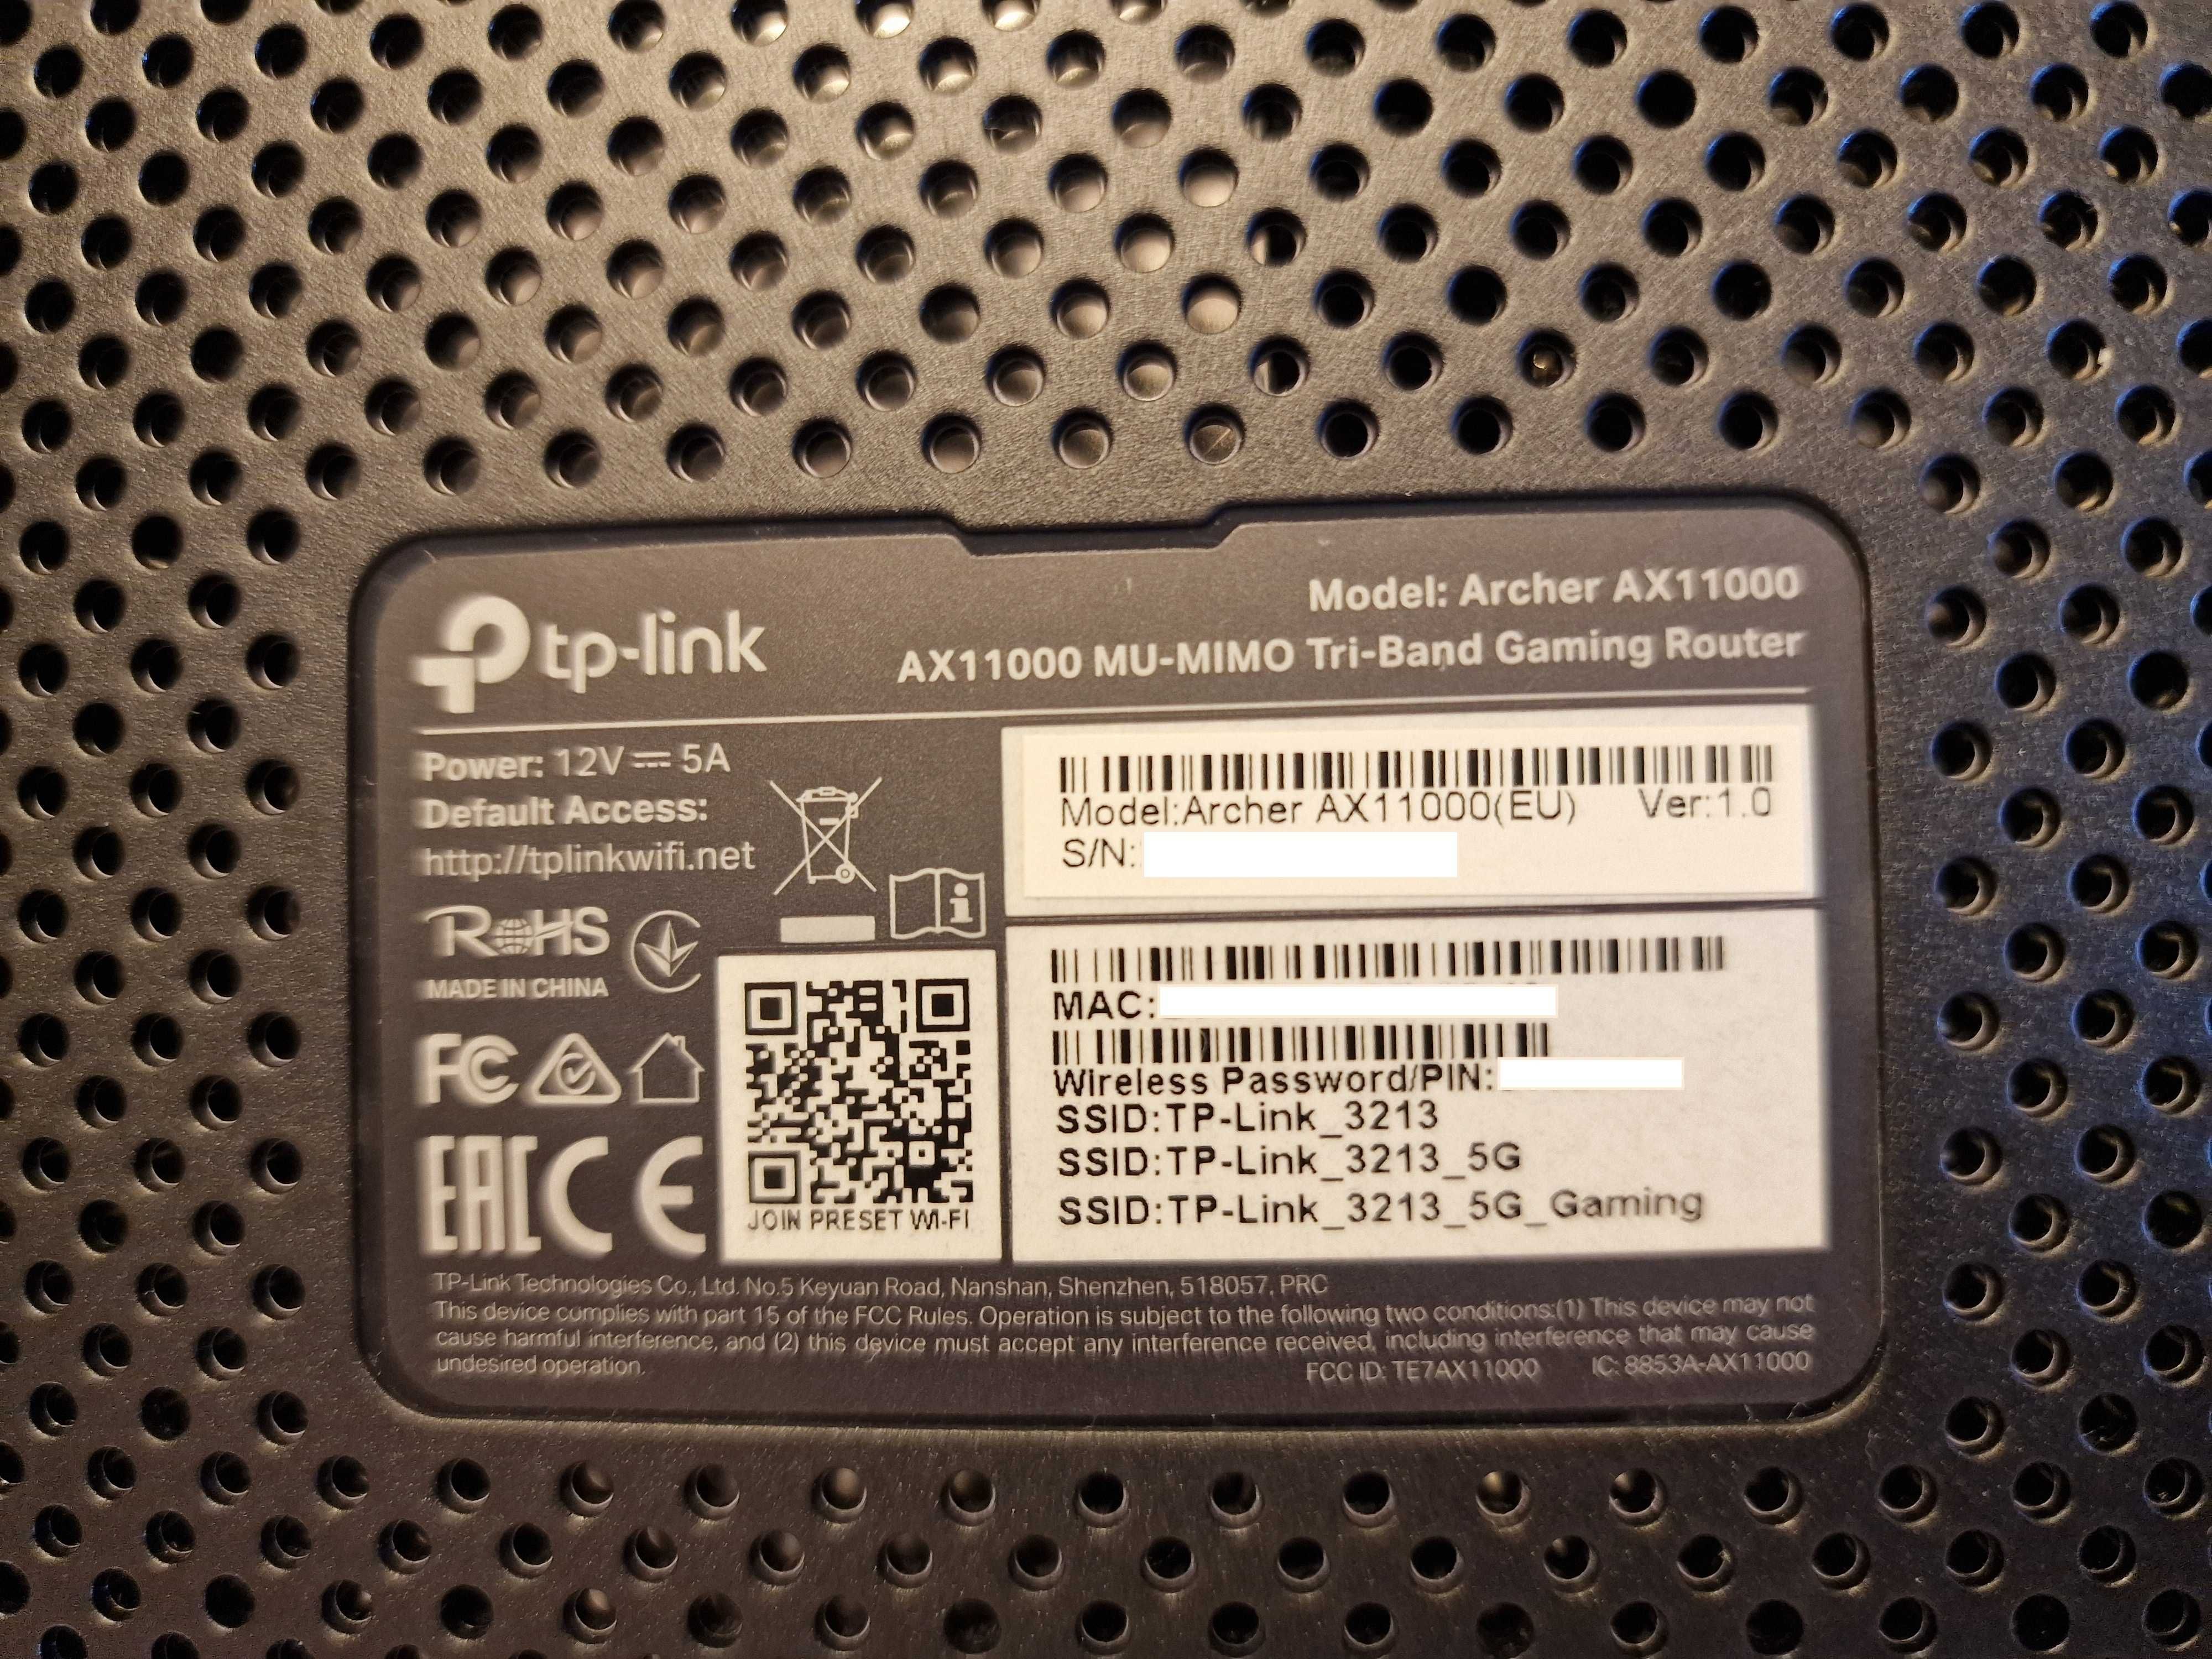 tp-link
Model: Archer AX11000
AX11000 MU-MIMO Tri-Band Gaming Router
Power: 12V⎓5A
Default Access:
http://tplinkwifi.net
RoHS
MADE IN CHINA
FC
EAC CE
JOIN PRESET WI-FI
Model:Archer AX11000(EU) Ver:1.0
S/N:
MAC:
Wireless Password/PIN:
SSID:TP-Link_3213
SSID:TP-Link_3213_5G
SSID:TP-Link_3213_5G_Gaming
TP-Link Technologies Co., Ltd. No.5 Keyuan Road, Nanshan, Shenzhen, 518057, PRC
This device complies with part 15 of the FCC Rules. Operation is subject to the following two conditions:(1) This device may not
cause harmful interference, and (2) this device must accept any interference received, including interference that may cause
undesired operation.
FCC ID: TE7AX11000 IC: 8853A-AX11000